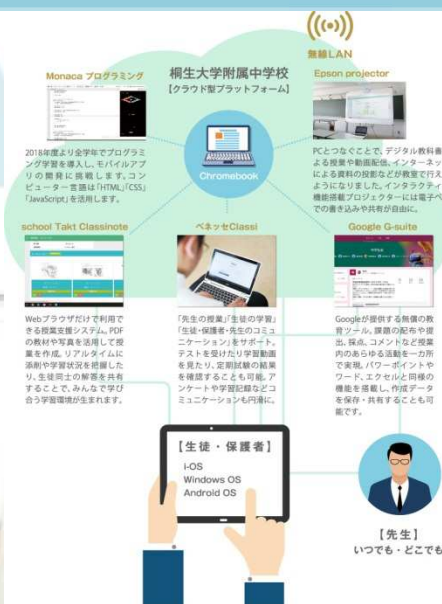 無線LAN
Monaca プログラミング
桐生大学附属中学校
【クラウド型プラットフォーム】
Epson projector
Chromebook
2018年度より全学年でプログラミ
ング学習を導入し、モバイルアプ
リの開発に挑戦します。コン
ピューター言語は「HTML」「CSS」
「JavaScript」を活用します。
PCとつなぐことで、デジタル教科書
よる授業や動画配信、インターネッ
による資料の投影などが教室で行え
ようになりました。インタラクティ
機能搭載プロジェクターには電子ペ
での書き込みや共有が自由に。
school Takt Classinote
ベネッセClassi
Google G-suite
Webブラウザだけで利用で
きる授業支援システム。PDF
の教材や写真を活用して授
業を作成。リアルタイムに
添削や学習状況を把握した
り、生徒同士の解答を共有
することで、みんなで学び
合う学習環境が生まれます。
「先生の授業」「生徒の学習」
「生徒・保護者・先生のコミュ
ニケーション」をサポート。
テストを受けたり学習動画
を見たり、定期試験の結果
を確認することも可能。ア
ンケートや学習記録などコ
ミュニケーションも円滑に。
Googleが提供する無償の教
育ツール。課題の配布や提
出、採点、コメントなど授業
内のあらゆる活動を一カ所
で実現。パワーポイントや
ワード、エクセルと同様の
機能を搭載し、作成データ
を保存・共有することも可
能です。
【生徒・保護者】
i-OS
Windows OS
Android OS
【先生】
いつでも・どこでも